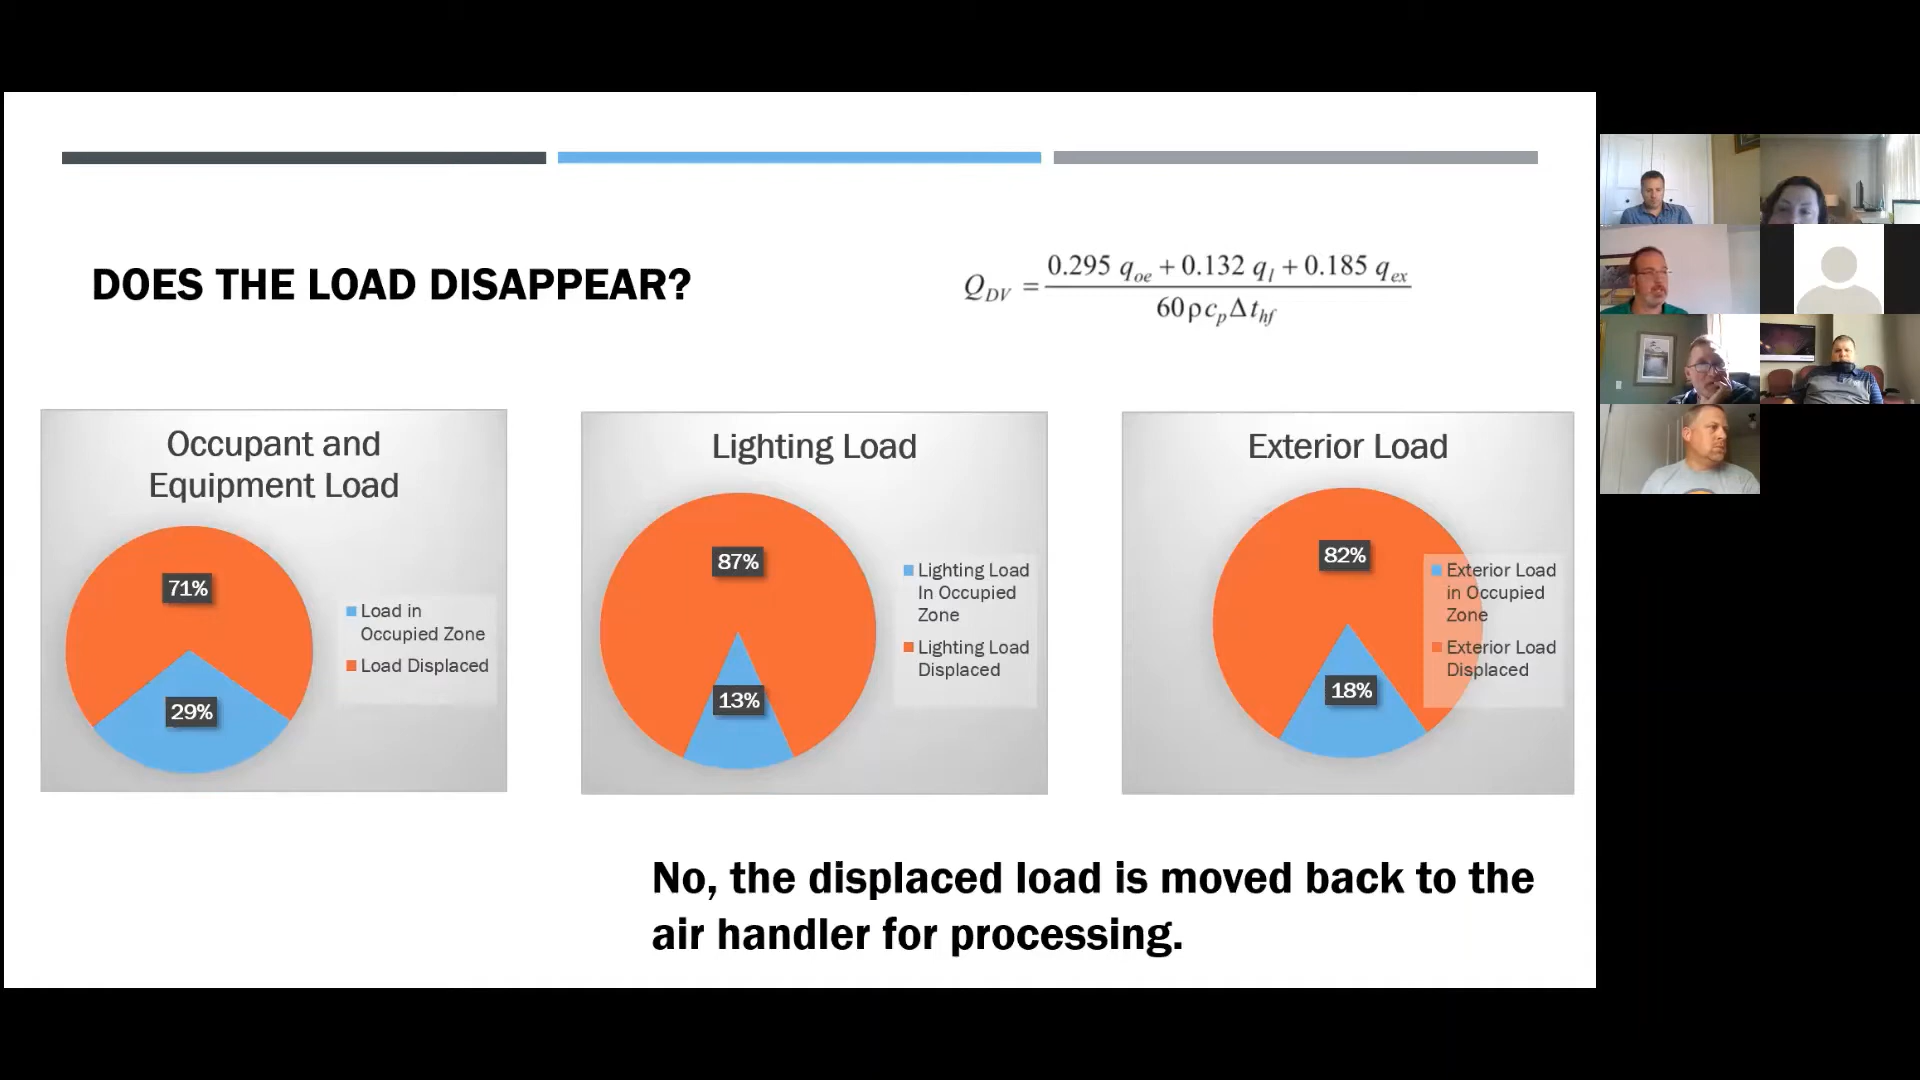 DOES THE LOAD DISAPPEAR?
Q_DV = (0.295 q_oe + 0.132 q_l + 0.185 q_ex) / (60 ρ c_p Δt_hf)
Occupant and
Equipment Load
71%
29%
Load in
Occupied Zone
Load Displaced
Lighting Load
87%
13%
Lighting Load
In Occupied
Zone
Lighting Load
Displaced
Exterior Load
82%
18%
Exterior Load
in Occupied
Zone
Exterior Load
Displaced
No, the displaced load is moved back to the
air handler for processing.